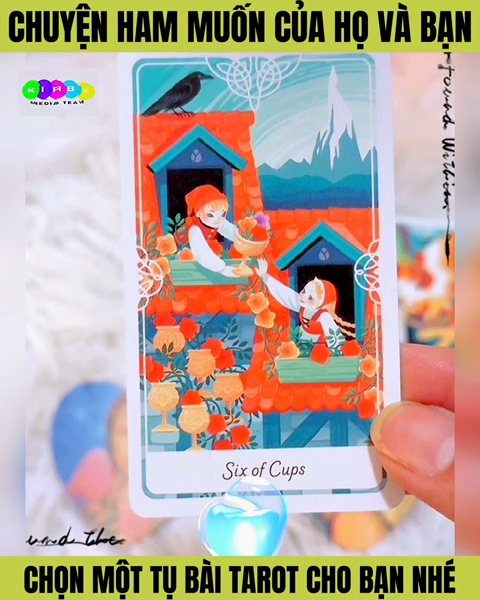 CHUYỆN HAM MUỐN CỦA HỌ VÀ BẠN
KIRBY
MEDIA TEAM
Six of Cups
CHỌN MỘT TỤ BÀI TAROT CHO BẠN NHÉ